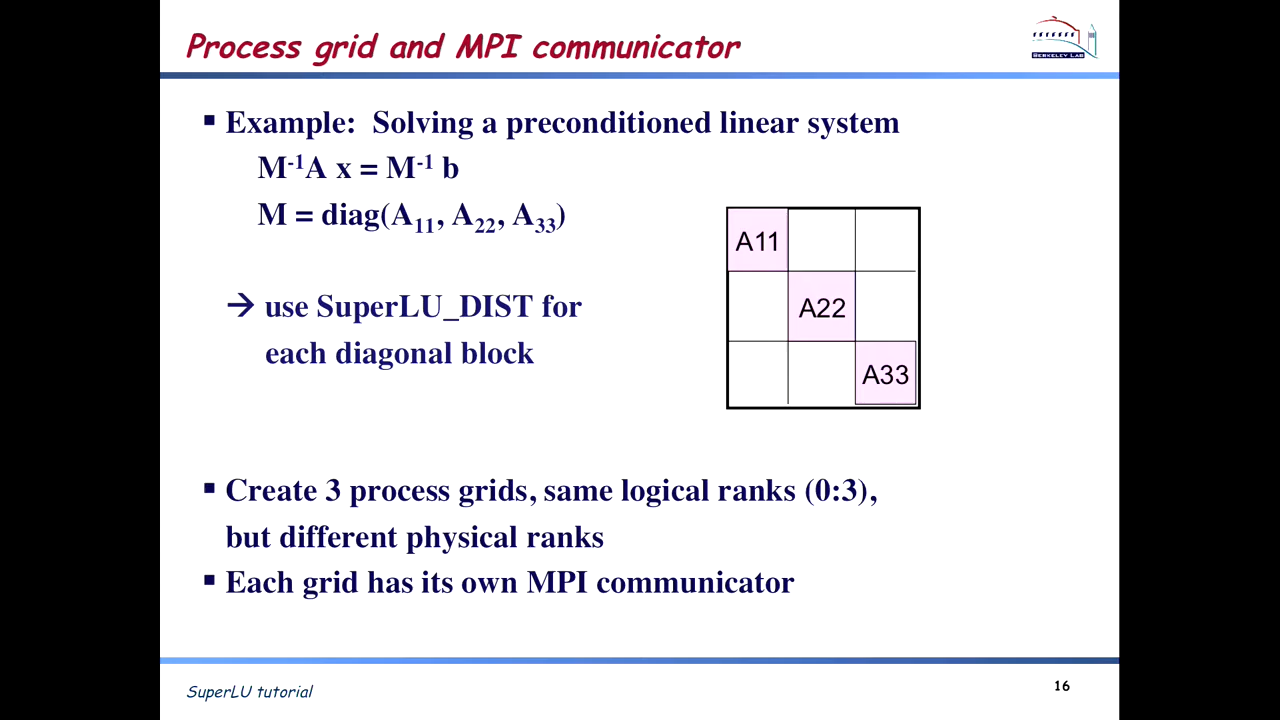 Process grid and MPI communicator
BERKELEY LAB
▪ Example: Solving a preconditioned linear system
M⁻¹A x = M⁻¹ b
M = diag(A₁₁, A₂₂, A₃₃)
→ use SuperLU_DIST for
each diagonal block
A11
A22
A33
▪ Create 3 process grids, same logical ranks (0:3),
but different physical ranks
▪ Each grid has its own MPI communicator
SuperLU tutorial
16